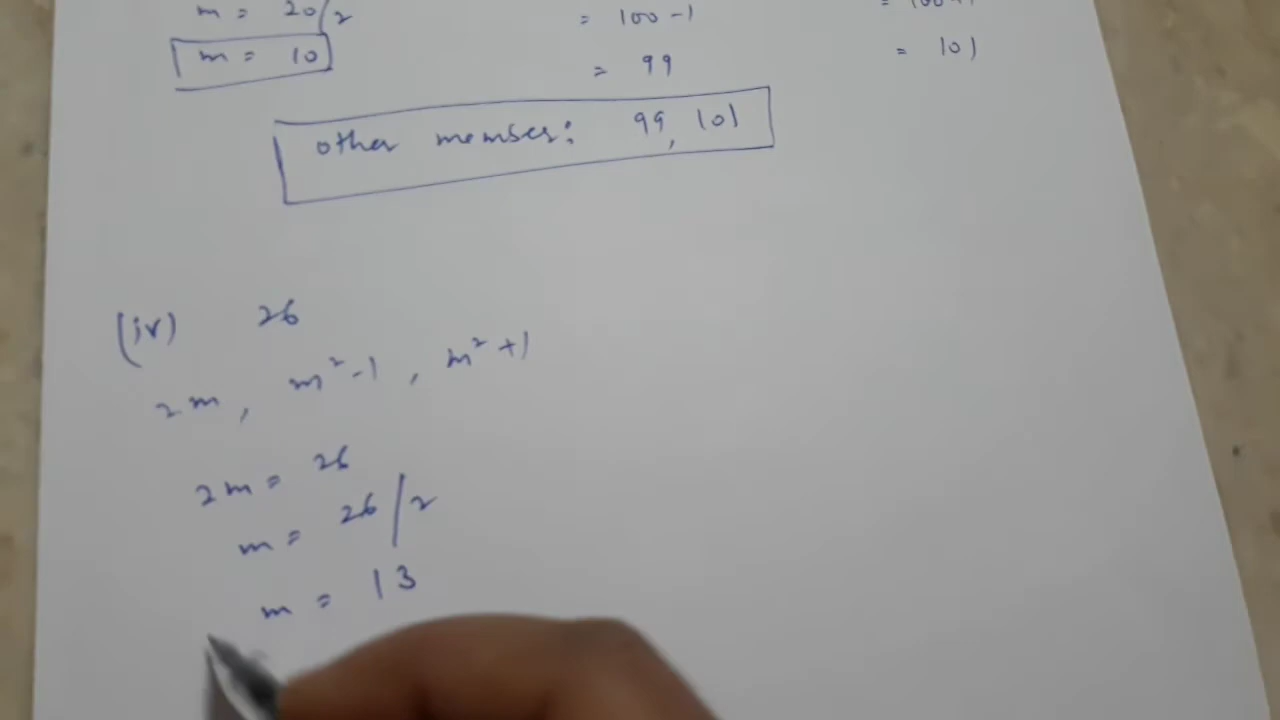 m = 20/2
= 100 - 1
m = 10
= 99
= 101
other member: 99, 101
(iv) 26
2m, m² - 1, m² + 1
2m = 26
m = 26/2
m = 13